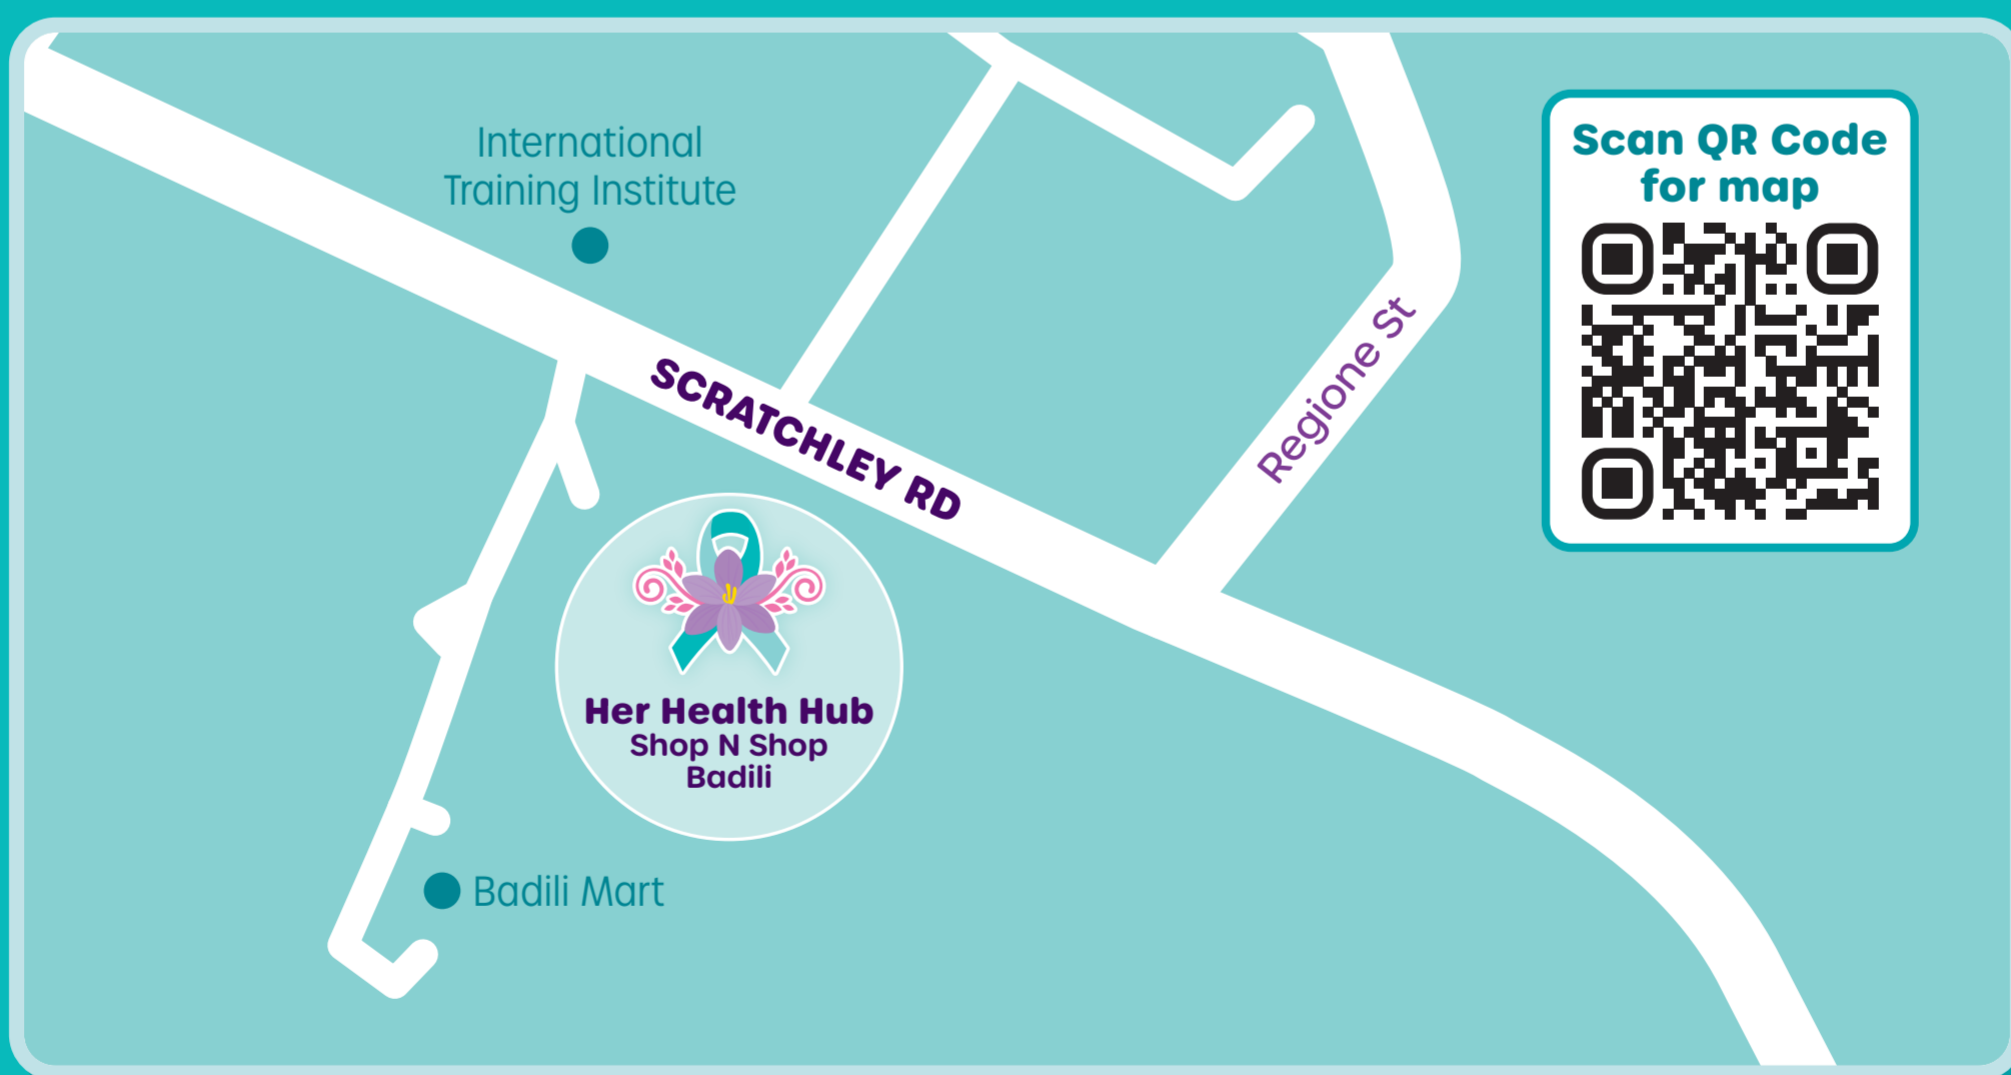 International
Training Institute
SCRATCHLEY RD
Regione St
Scan QR Code
for map
Her Health Hub
Shop N Shop
Badili
Badili Mart